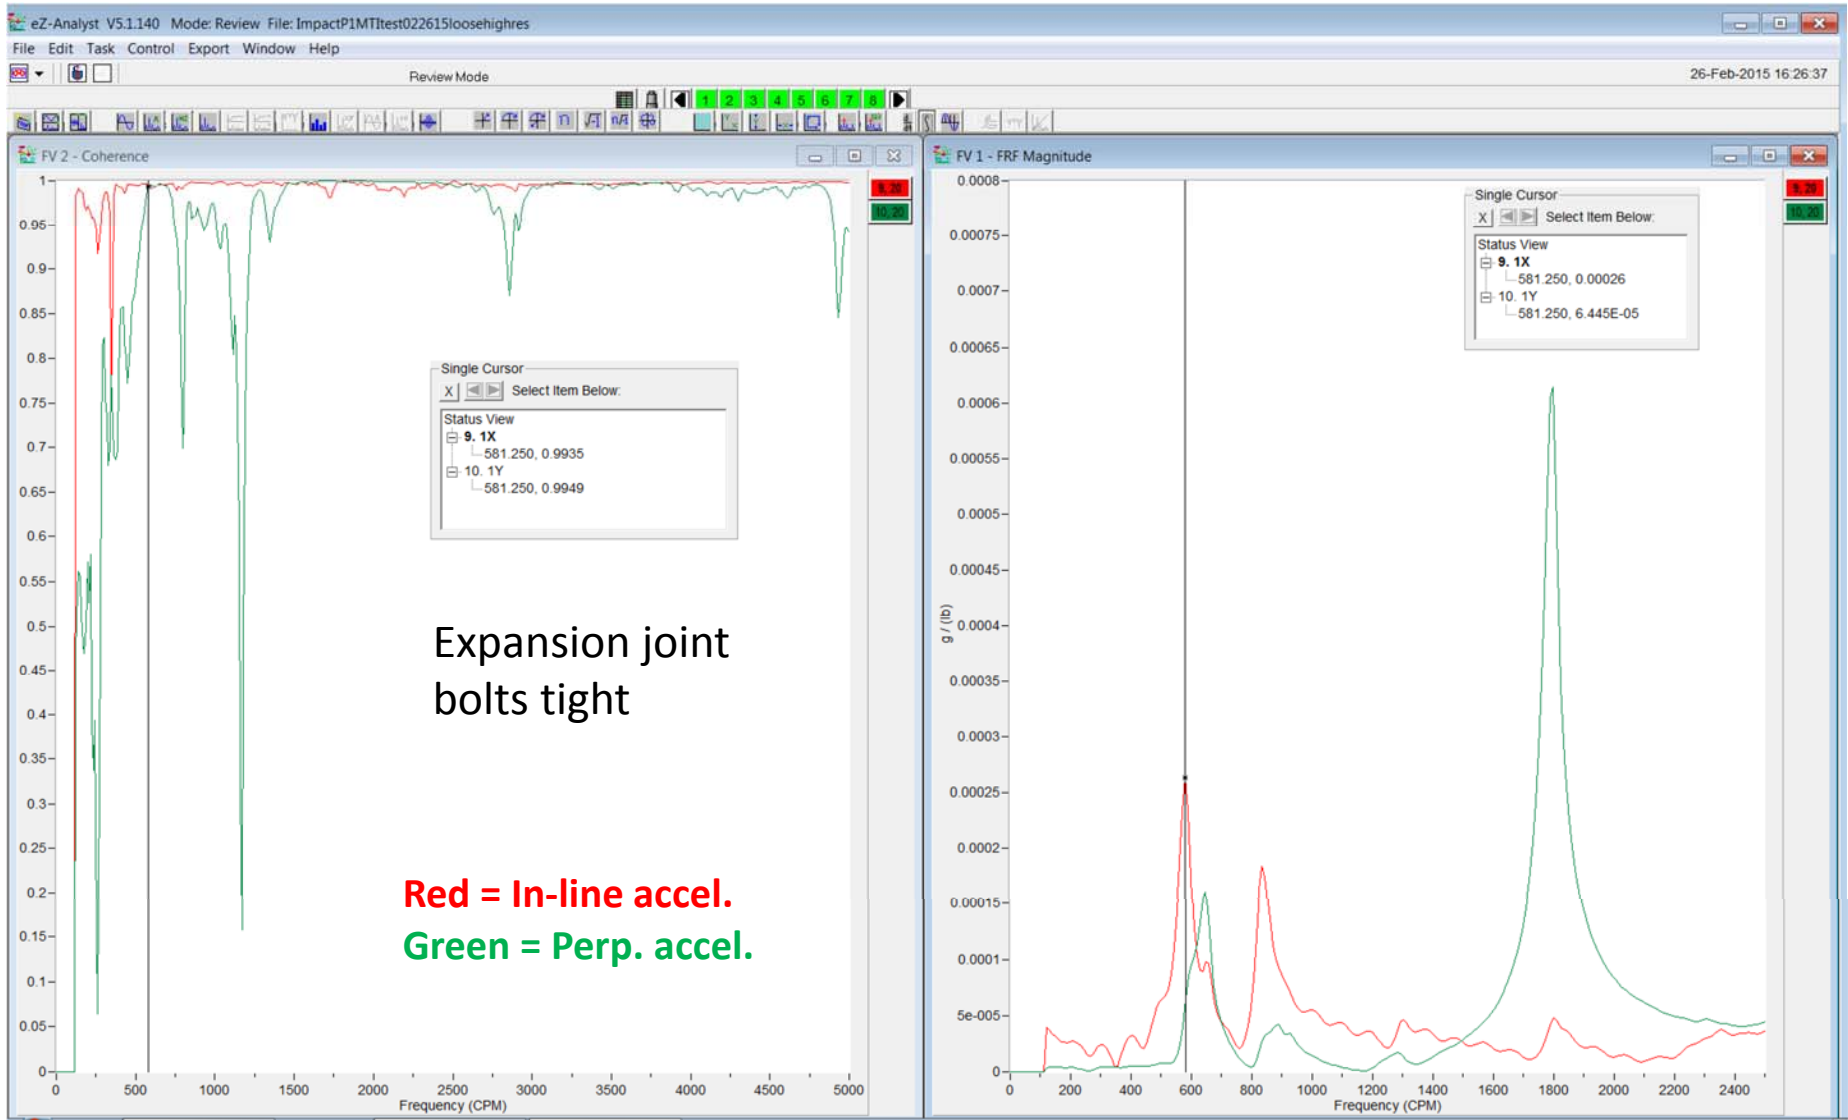 eZ-Analyst V5.1.140 Mode: Review File: ImpactP1MTItest022615loosehighres
File Edit Task Control Export Window Help
Review Mode
26-Feb-2015 16:26:37
1 2 3 4 5 6 7 8
FV 2 - Coherence
9, 20
10, 20
1
0.95
0.9
0.85
0.8
0.75
0.7
0.65
0.6
0.55
0.5
0.45
0.4
0.35
0.3
0.25
0.2
0.15
0.1
0.05
0
Single Cursor
X Select Item Below:
Status View
9. 1X
581.250, 0.9935
10. 1Y
581.250, 0.9949
Expansion joint
bolts tight
Red = In-line accel.
Green = Perp. accel.
0 500 1000 1500 2000 2500 3000 3500 4000 4500 5000
Frequency (CPM)
FV 1 - FRF Magnitude
9, 20
10, 20
0.0008
0.00075
0.0007
0.00065
0.0006
0.00055
0.0005
0.00045
0.0004
0.00035
0.0003
0.00025
0.0002
0.00015
0.0001
5e-005
0
g / (lb)
Single Cursor
X Select Item Below:
Status View
9. 1X
581.250, 0.00026
10. 1Y
581.250, 6.445E-05
0 200 400 600 800 1000 1200 1400 1600 1800 2000 2200 2400
Frequency (CPM)